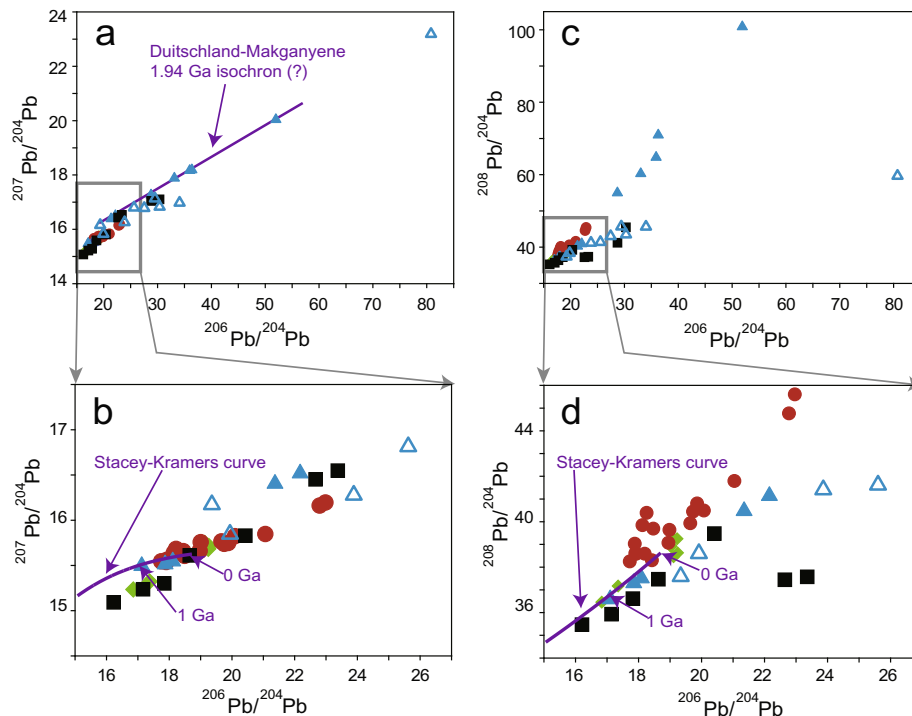 a
24
22
20
18
16
14
207Pb/204Pb
Duitschland-Makganyene
1.94 Ga isochron (?)
20 30 40 50 60 70 80
206Pb/204Pb
c
100
80
60
40
208Pb/204Pb
20 30 40 50 60 70 80
206Pb/204Pb
b
17
16
15
207Pb/204Pb
Stacey-Kramers curve
0 Ga
1 Ga
16 18 20 22 24 26
206Pb/204Pb
d
44
40
36
208Pb/204Pb
Stacey-Kramers curve
0 Ga
1 Ga
16 18 20 22 24 26
206Pb/204Pb